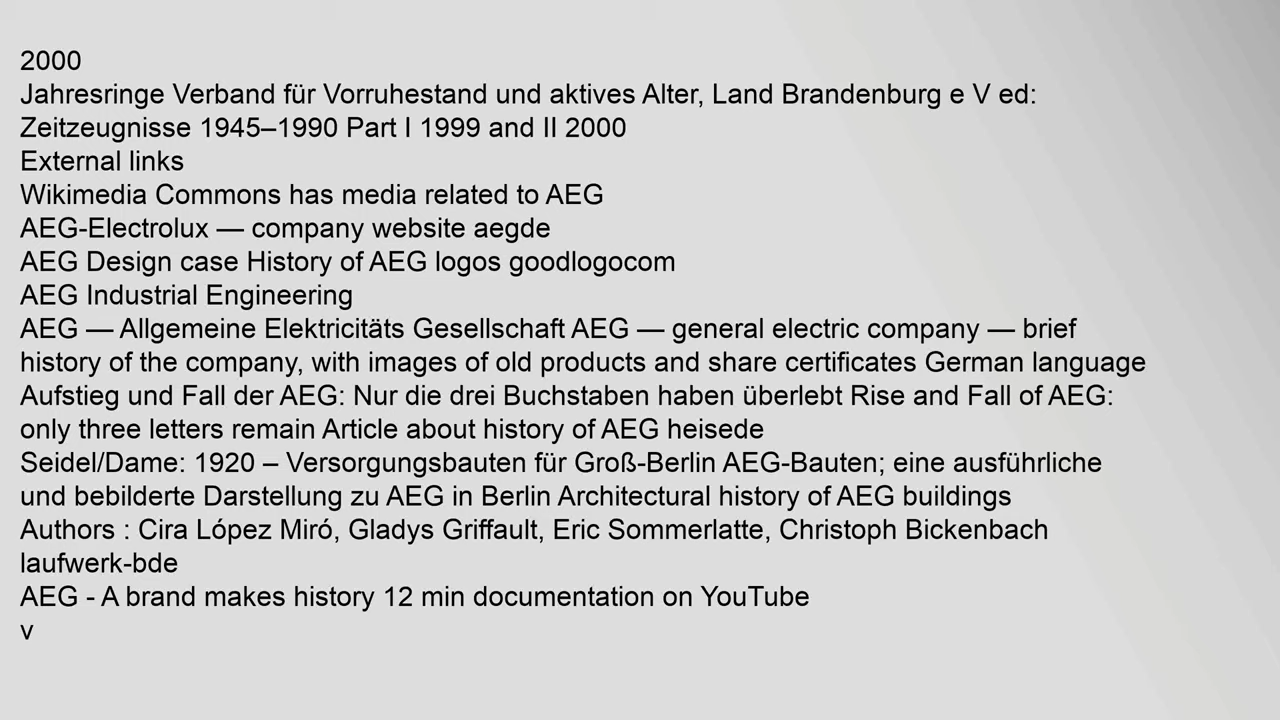 2000
Jahresringe Verband für Vorruhestand und aktives Alter, Land Brandenburg e V ed:
Zeitzeugnisse 1945–1990 Part I 1999 and II 2000
External links
Wikimedia Commons has media related to AEG
AEG-Electrolux — company website aegde
AEG Design case History of AEG logos goodlogocom
AEG Industrial Engineering
AEG — Allgemeine Elektricitäts Gesellschaft AEG — general electric company — brief
history of the company, with images of old products and share certificates German language
Aufstieg und Fall der AEG: Nur die drei Buchstaben haben überlebt Rise and Fall of AEG:
only three letters remain Article about history of AEG heisede
Seidel/Dame: 1920 – Versorgungsbauten für Groß-Berlin AEG-Bauten; eine ausführliche
und bebilderte Darstellung zu AEG in Berlin Architectural history of AEG buildings
Authors : Cira López Miró, Gladys Griffault, Eric Sommerlatte, Christoph Bickenbach
laufwerk-bde
AEG - A brand makes history 12 min documentation on YouTube
v